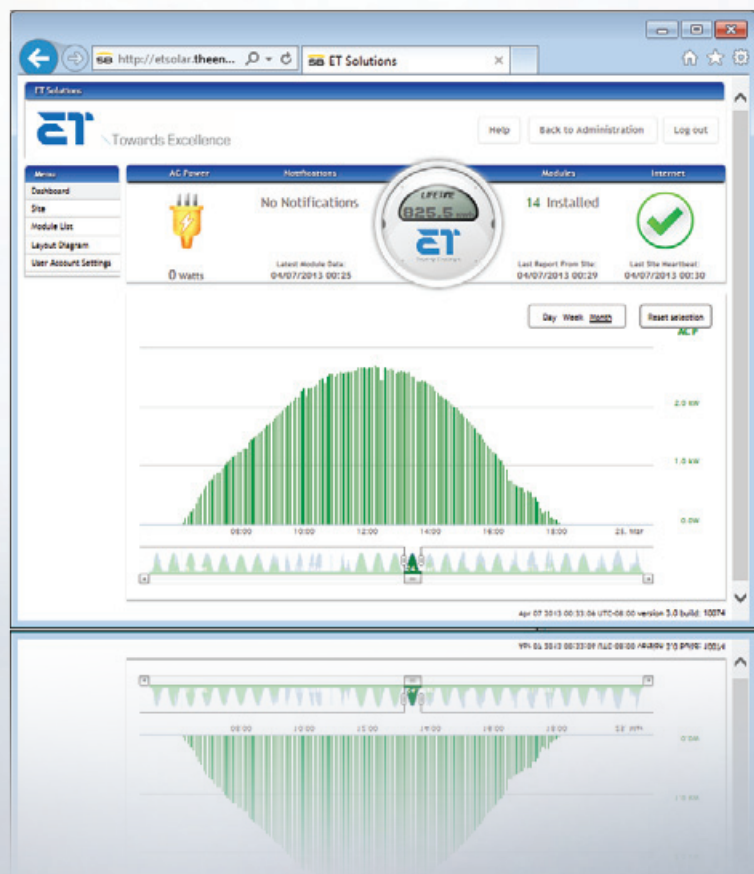 http://etsolar.theen...
ET Solutions
ET Solutions
ET
Towards Excellence
Help
Back to Administration
Log out
Menu
Dashboard
Site
Module List
Layout Diagram
User Account Settings
AC Power
Notifications
Modules
Internet
0 watts
No Notifications
Latest Module Data:
04/07/2013 00:25
LIFETIME
825.5
ET
14 Installed
Last Report From Site:
04/07/2013 00:29
Last Site Heartbeat:
04/07/2013 00:30
Day Week Month
Reset selection
AC P
2.0 kW
1.0 kW
0.0W
08:00 10:00 12:00 14:00 16:00 18:00 25. Mar
Apr 07 2013 00:33:06 UTC-08:00 version 3.0 build: 10074